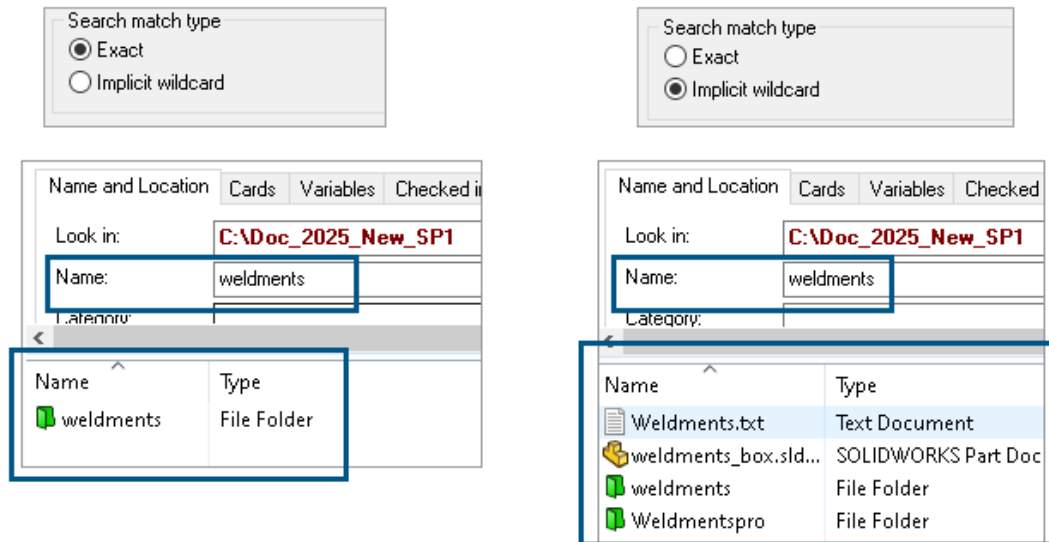 Search match type
Exact
Implicit wildcard
Name and Location Cards Variables Checked i
Look in: C:\Doc_2025_New_SP1
Name: weldments
Category:
Name Type
weldments File Folder
Search match type
Exact
Implicit wildcard
Name and Location Cards Variables Checked
Look in: C:\Doc_2025_New_SP1
Name: weldments
Category:
Name Type
Weldments.txt Text Document
weldments_box.sld... SOLIDWORKS Part Doc
weldments File Folder
Weldmentspro File Folder